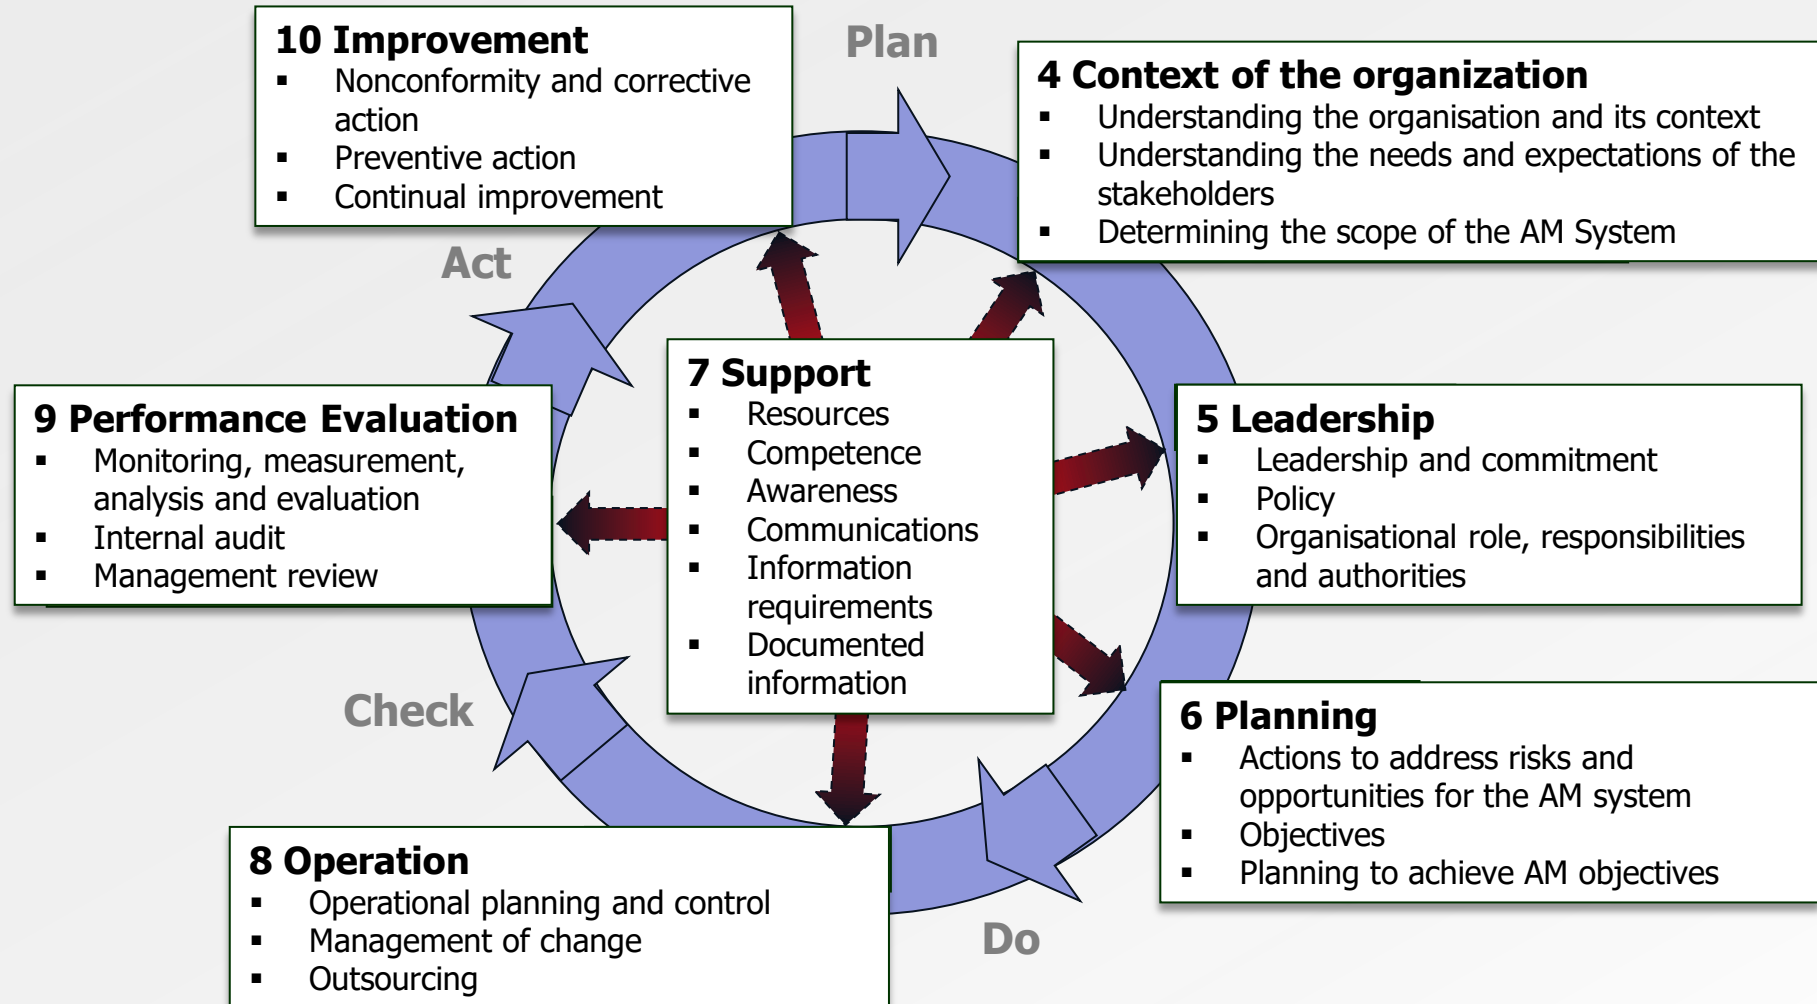 Plan
10 Improvement
▪ Nonconformity and corrective
action
▪ Preventive action
▪ Continual improvement
4 Context of the organization
▪ Understanding the organisation and its context
▪ Understanding the needs and expectations of the
stakeholders
▪ Determining the scope of the AM System
Act
7 Support
▪ Resources
▪ Competence
▪ Awareness
▪ Communications
▪ Information
requirements
▪ Documented
information
9 Performance Evaluation
▪ Monitoring, measurement,
analysis and evaluation
▪ Internal audit
▪ Management review
5 Leadership
▪ Leadership and commitment
▪ Policy
▪ Organisational role, responsibilities
and authorities
Check
6 Planning
▪ Actions to address risks and
opportunities for the AM system
▪ Objectives
▪ Planning to achieve AM objectives
8 Operation
▪ Operational planning and control
▪ Management of change
▪ Outsourcing
Do